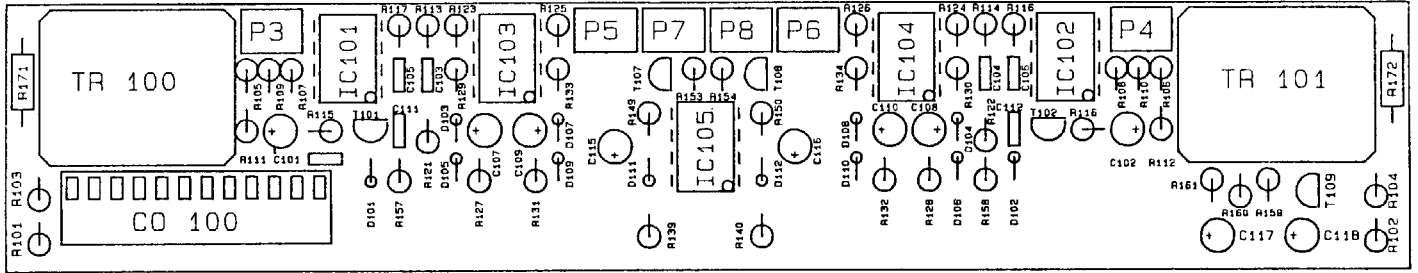 R117 R113 R123 R125 R126 R124 R114 R116
P3 IC101 IC103 P5 P7 P8 P6 IC104 IC102 P4
R171 TR 100 TR 101 R172
C105 C103 T107 T108 R134 C104 C106
R105 R109 R107 R129 R133 R153 R154 R130 R110
R115 T101 C111 D103 R149 R150 C110 C108 R122 C112 T102 R116
R111 C101 R121 D105 C107 C109 D107 D109 C115 D111 IC105 D112 C116 D108 D110 D104 C102 R112
R103 CO 100 D101 R157 R127 R131 R132 R128 D106 R158 D102 R161 R160 R159 T109 R104
R101 R139 R140 C117 C118 R102